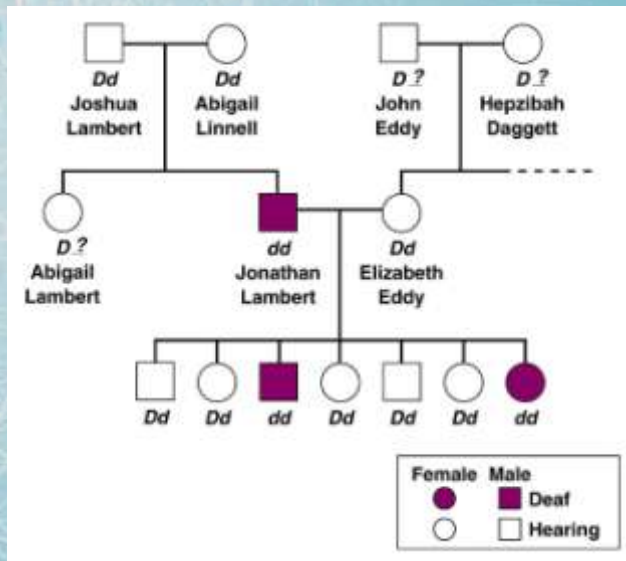 Dd Dd D ? D ?
Joshua Abigail John Hepzibah
Lambert Linnell Eddy Daggett
D ? dd Dd
Abigail Jonathan Elizabeth
Lambert Lambert Eddy
Dd Dd dd Dd Dd Dd dd
Female Male
Deaf
Hearing